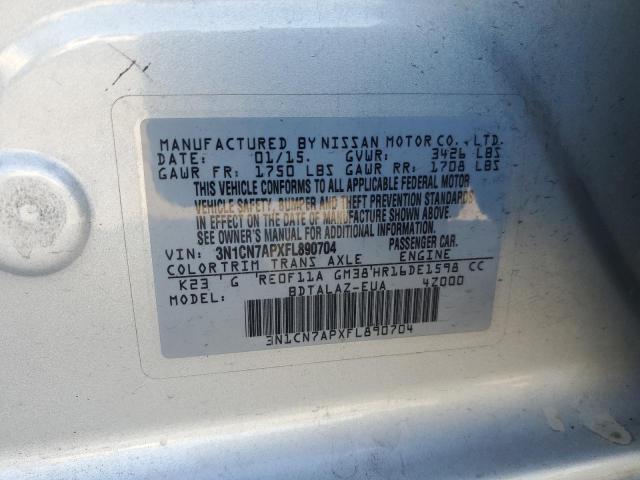 MANUFACTURED BY NISSAN MOTOR CO., LTD.
DATE: 01/15. GVWR: 3426 LBS
GAWR FR: 1750 LBS GAWR RR: 1708 LBS
THIS VEHICLE CONFORMS TO ALL APPLICABLE FEDERAL MOTOR
VEHICLE SAFETY, BUMPER AND THEFT PREVENTION STANDARDS
IN EFFECT ON THE DATE OF MANUFACTURE SHOWN ABOVE.
SEE OWNER'S MANUAL FOR ADDITIONAL INFORMATION.
VIN: 3N1CN7APXFL890704 PASSENGER CAR.
COLOR TRIM TRANS AXLE ENGINE
K23 'G 'RE0F11A GM38'HR16DE1598 CC
MODEL: BDTALAZ-EUA 4Z000
3N1CN7APXFL890704